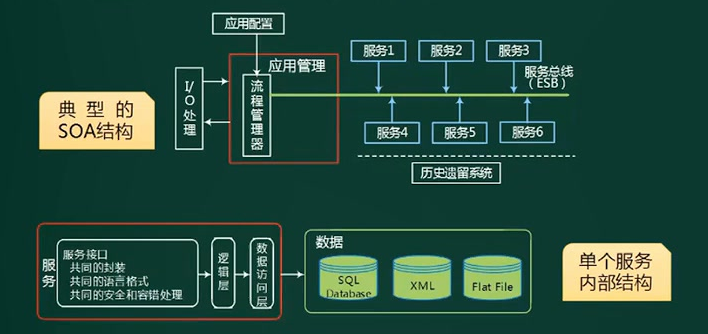 应用配置
应用管理
I/O处理
流程管理器
服务1
服务2
服务3
服务总线
（ESB）
典型的
SOA结构
服务4
服务5
服务6
历史遗留系统
服务
服务接口
共同的封装
共同的语言格式
共同的安全和容错处理
逻辑层
数据访问层
数据
SQL
Database
XML
Flat File
单个服务
内部结构